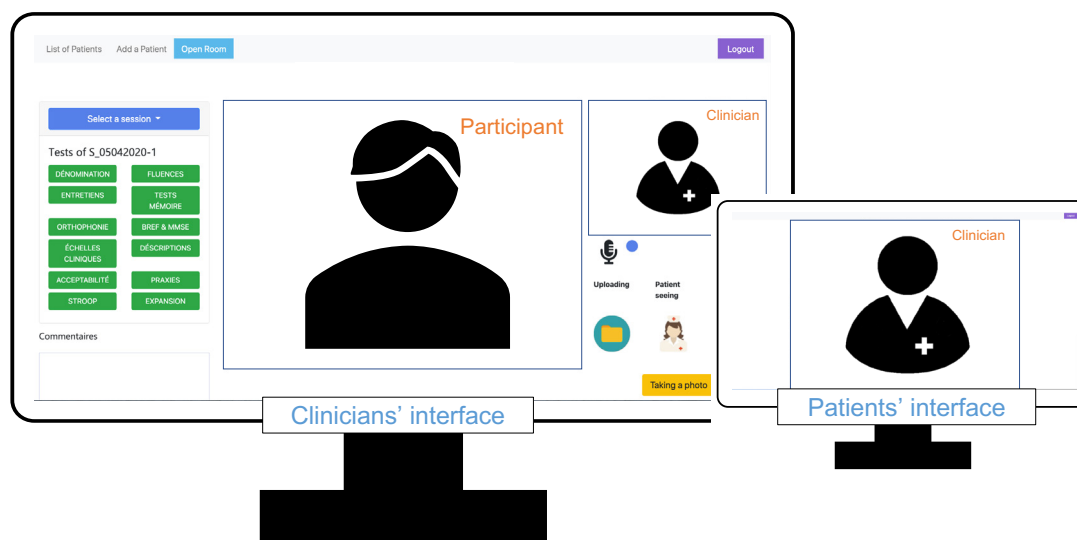 List of Patients Add a Patient Open Room Logout
Select a session
Tests of S_05042020-1
DÉNOMINATION FLUENCES
ENTRETIENS TESTS
MÉMOIRE
ORTHOPHONIE BREF & MMSE
ÉCHELLES
CLINIQUES
DÉSCRIPTIONS
ACCEPTABILITÉ PRAXIES
STROOP EXPANSION
Commentaires
Participant
Clinician
Uploading Patient
seeing
Taking a photo
Clinicians’ interface
Clinician
Patients’ interface